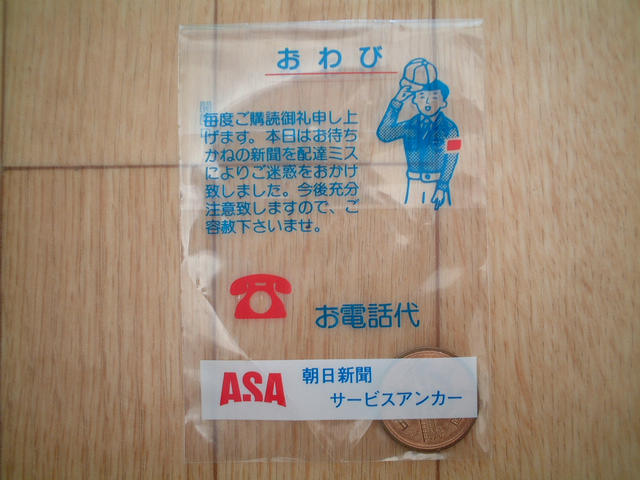 おわび
毎度ご購読御礼申し上
げます。本日はお待ち
かねの新聞を配達ミス
によりご迷惑をおかけ
致しました。今後充分
注意致しますので、ご
容赦下さいませ。
お電話代
ASA
朝日新聞
サービスアンカー